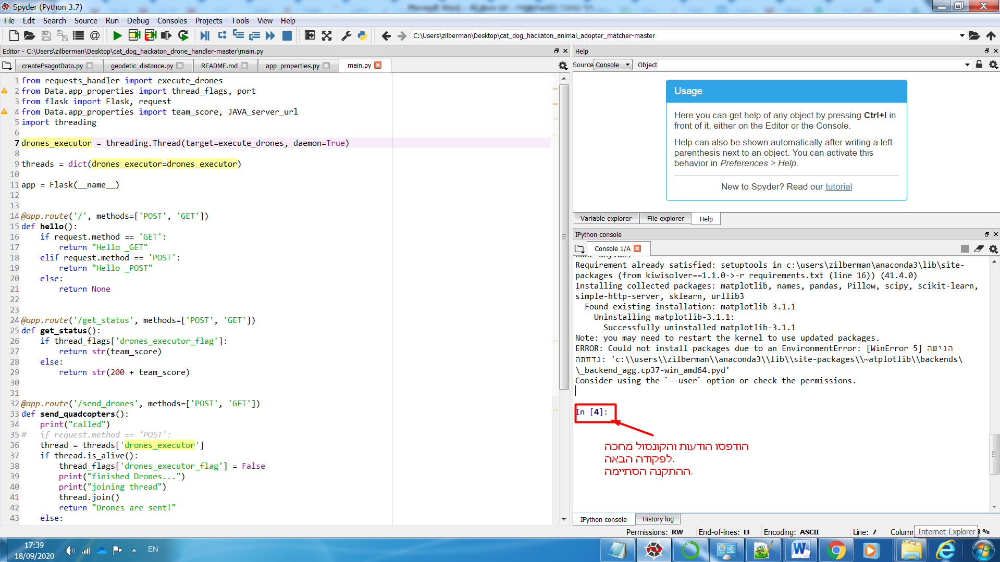 Spyder (Python 3.7)
File Edit Search Source Run Debug Consoles Projects Tools View Help
C:\Users\zilberman\Desktop\cat_dog_hackaton_animal_adopter_matcher-master
Editor - C:\Users\zilberman\Desktop\cat_dog_hackaton_drone_handler-master\main.py
createPsagotData.py geodetic_distance.py README.md app_properties.py main.py
1 from requests_handler import execute_drones
2 from Data.app_properties import thread_flags, port
3 from flask import Flask, request
4 from Data.app_properties import team_score, JAVA_server_url
5 import threading
6
7 drones_executor = threading.Thread(target=execute_drones, daemon=True)
8
9 threads = dict(drones_executor=drones_executor)
10
11 app = Flask(__name__)
12
13
14 @app.route('/', methods=['POST', 'GET'])
15 def hello():
16     if request.method == 'GET':
17         return "Hello _GET"
18     elif request.method == 'POST':
19         return "Hello _POST"
20     else:
21         return None
22
23
24 @app.route('/get_status', methods=['POST', 'GET'])
25 def get_status():
26     if thread_flags['drones_executor_flag']:
27         return str(team_score)
28     else:
29         return str(200 + team_score)
30
31
32 @app.route('/send_drones', methods=['POST', 'GET'])
33 def send_quadcopters():
34     print("called")
35 #   if request.method == 'POST':
36     thread = threads['drones_executor']
37     if thread.is_alive():
38         thread_flags['drones_executor_flag'] = False
39         print("finished Drones...")
40         print("joining thread")
41         thread.join()
42         return "Drones are sent!"
43     else:
Help
Source Console Object
Usage
Here you can get help of any object by pressing Ctrl+I in
front of it, either on the Editor or the Console.
Help can also be shown automatically after writing a left
parenthesis next to an object. You can activate this
behavior in Preferences > Help.
New to Spyder? Read our tutorial
Variable explorer File explorer Help
IPython console
Console 1/A
Requirement already satisfied: setuptools in c:\users\zilberman\anaconda3\lib\site-
packages (from kiwisolver==1.1.0->-r requirements.txt (line 16)) (41.4.0)
Installing collected packages: matplotlib, names, pandas, Pillow, scipy, scikit-learn,
simple-http-server, sklearn, urllib3
Found existing installation: matplotlib 3.1.1
Uninstalling matplotlib-3.1.1:
Successfully uninstalled matplotlib-3.1.1
Note: you may need to restart the kernel to use updated packages.
ERROR: Could not install packages due to an EnvironmentError: [WinError 5] הגישה
נדחתה: 'c:\\users\\zilberman\\anaconda3\\lib\\site-packages\\~atplotlib\\backends\
\_backend_agg.cp37-win_amd64.pyd'
Consider using the `--user` option or check the permissions.
In [4]:
הודפסו הודעות והקונסול מחכה
לפקודה הבאה.
ההתקנה הסתיימה.
IPython console History log
Permissions: RW End-of-lines: LF Encoding: ASCII Line: 7 Internet Explorer %
17:39
18/09/2020
EN